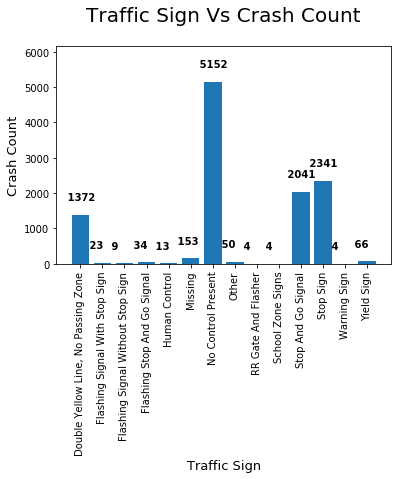 Traffic Sign Vs Crash Count
Crash Count
6000
5000
4000
3000
2000
1000
0
1372
23
9
34
13
153
5152
50
4
4
2041
2341
4
66
Double Yellow Line, No Passing Zone
Flashing Signal With Stop Sign
Flashing Signal Without Stop Sign
Flashing Stop And Go Signal
Human Control
Missing
No Control Present
Other
RR Gate And Flasher
School Zone Signs
Stop And Go Signal
Stop Sign
Warning Sign
Yield Sign
Traffic Sign